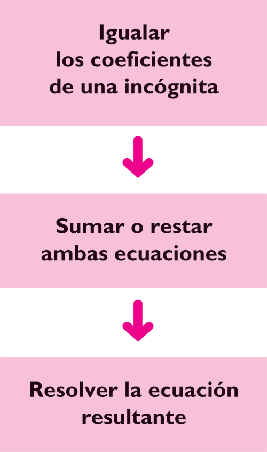 Igualar
los coeficientes
de una incógnita
Sumar o restar
ambas ecuaciones
Resolver la ecuación
resultante